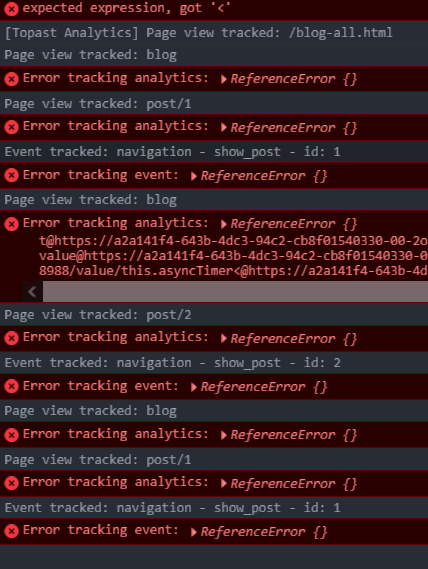 expected expression, got '<'
[Topast Analytics] Page view tracked: /blog-all.html
Page view tracked: blog
Error tracking analytics: ▶ReferenceError {}
Page view tracked: post/1
Error tracking analytics: ▶ReferenceError {}
Event tracked: navigation - show_post - id: 1
Error tracking event: ▶ReferenceError {}
Page view tracked: blog
Error tracking analytics: ▶ReferenceError {}
t@https://a2a141f4-643b-4dc3-94c2-cb8f01540330-00-2o
value@https://a2a141f4-643b-4dc3-94c2-cb8f01540330-0
8988/value/this.asyncTimer<@https://a2a141f4-643b-4d
Page view tracked: post/2
Error tracking analytics: ▶ReferenceError {}
Event tracked: navigation - show_post - id: 2
Error tracking event: ▶ReferenceError {}
Page view tracked: blog
Error tracking analytics: ▶ReferenceError {}
Page view tracked: post/1
Error tracking analytics: ▶ReferenceError {}
Event tracked: navigation - show_post - id: 1
Error tracking event: ▶ReferenceError {}